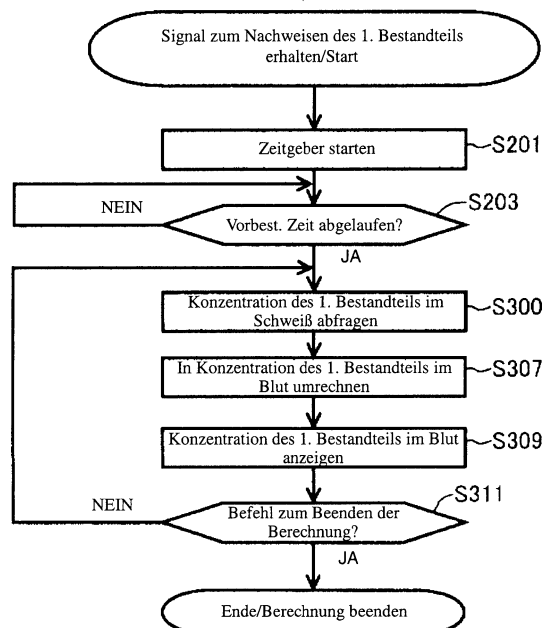 Signal zum Nachweisen des 1. Bestandteils
erhalten/Start
Zeitgeber starten
S201
NEIN
S203
Vorbest. Zeit abgelaufen?
JA
Konzentration des 1. Bestandteils im
Schweiß abfragen
S300
In Konzentration des 1. Bestandteils im
Blut umrechnen
S307
Konzentration des 1. Bestandteils im Blut
anzeigen
S309
NEIN
S311
Befehl zum Beenden der
Berechnung?
JA
Ende/Berechnung beenden